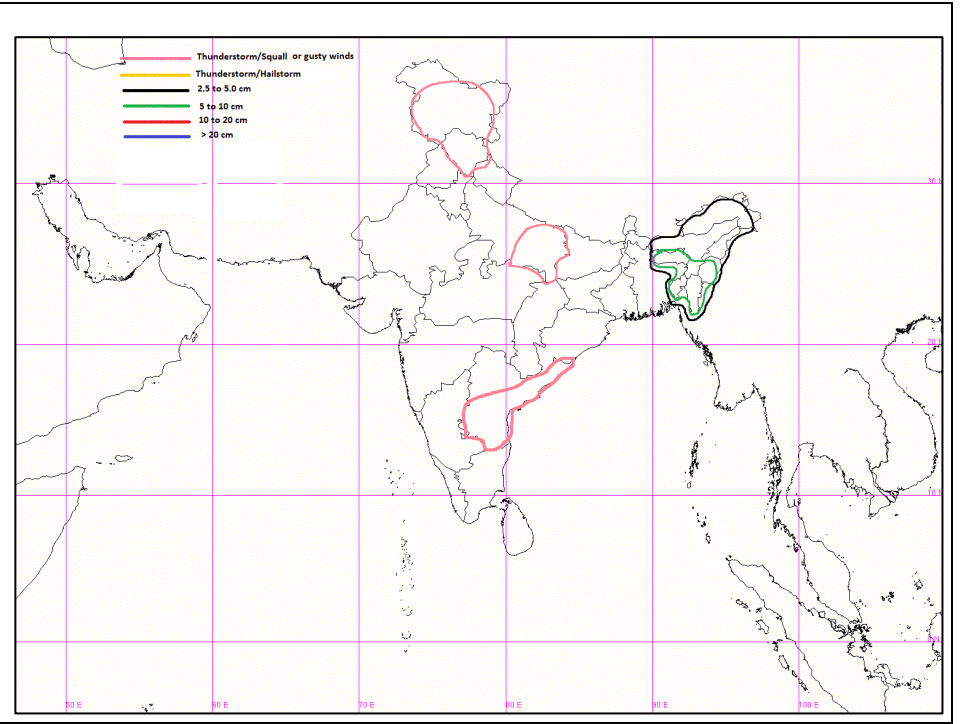 Thunderstorm/Squall or gusty winds
Thunderstorm/Hailstorm
2.5 to 5.0 cm
5 to 10 cm
10 to 20 cm
> 20 cm
30 N
20 N
10 N
60 E
70 E
80 E
90 E
100 E